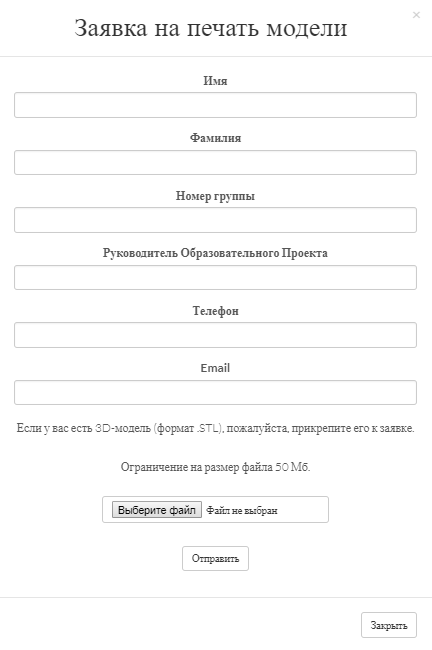 ×
Заявка на печать модели
Имя
Фамилия
Номер группы
Руководитель Образовательного Проекта
Телефон
Email
Если у вас есть 3D-модель (формат .STL), пожалуйста, прикрепите его к заявке.
Ограничение на размер файла 50 Мб.
Выберите файл Файл не выбран
Отправить
Закрыть